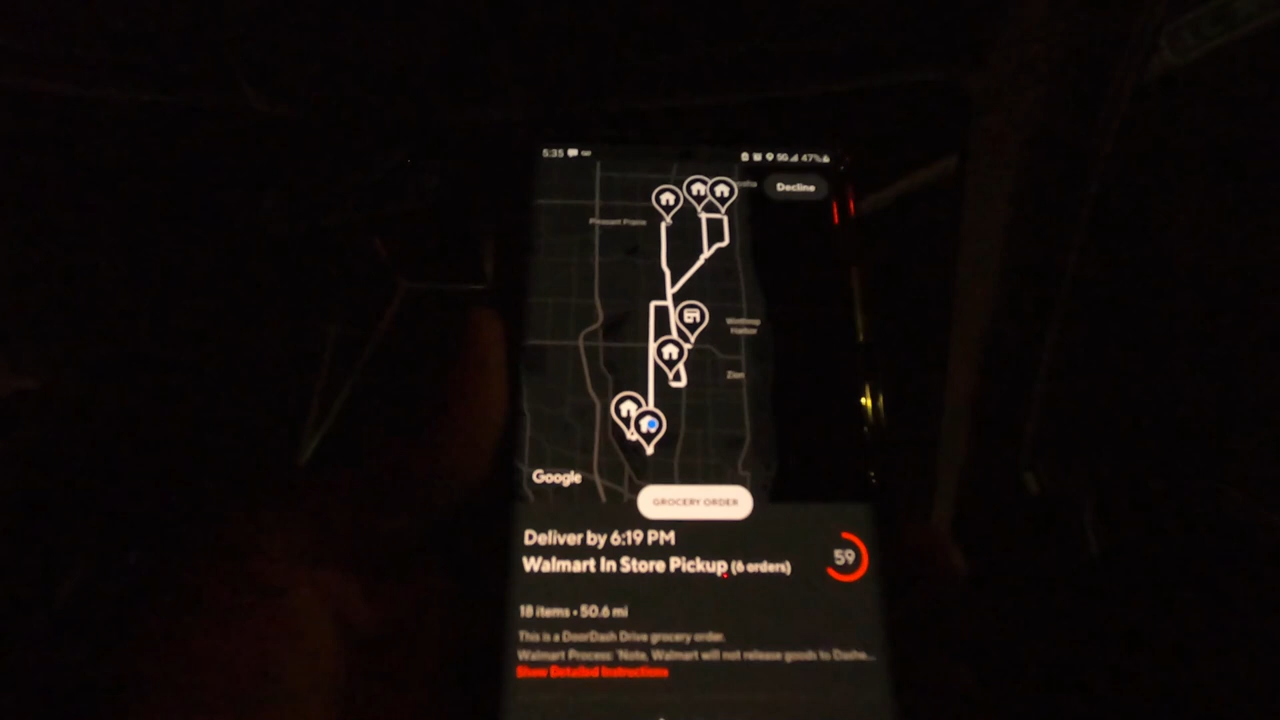 5:35
5G 47%
Decline
Pleasant Prairie
Winthrop
Harbor
Zion
Google
GROCERY ORDER
Deliver by 6:19 PM
Walmart In Store Pickup (6 orders)
59
18 items • 50.6 mi
This is a DoorDash Drive grocery order.
Walmart Process: 'Note, Walmart will not release goods to Dashe...
Show Detailed Instructions